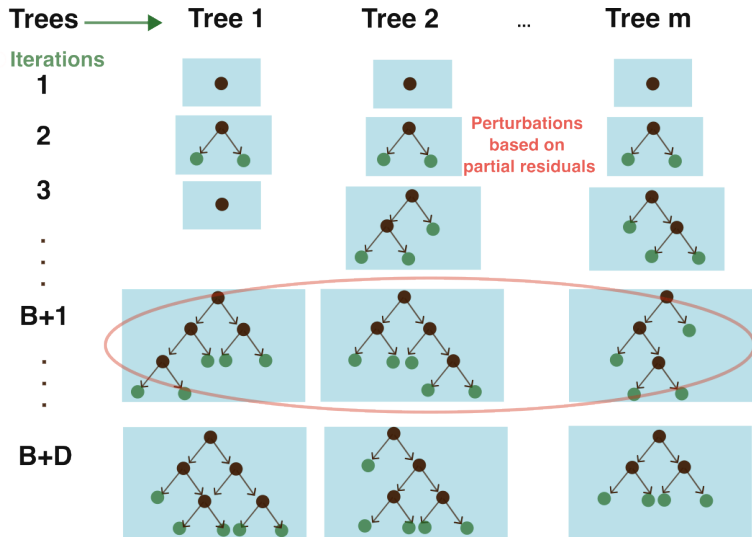 Trees Tree 1 Tree 2 ... Tree m
Iterations
1
2
Perturbations
based on
partial residuals
3
B+1
B+D